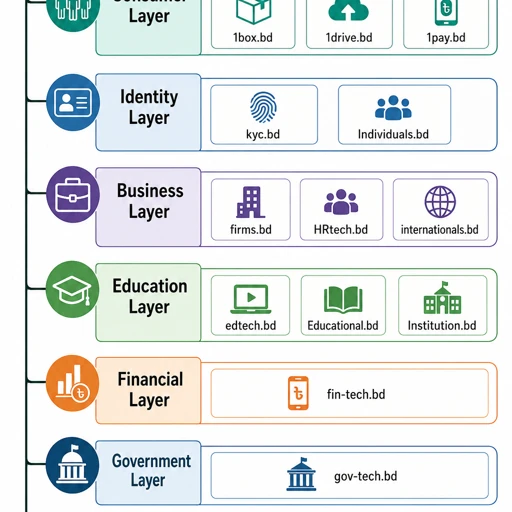 Layer
1box.bd
1drive.bd
1pay.bd
Identity
Layer
kyc.bd
Individuals.bd
Business
Layer
firms.bd
HRtech.bd
internationals.bd
Education
Layer
edtech.bd
Educational.bd
Institution.bd
Financial
Layer
fin-tech.bd
Government
Layer
gov-tech.bd